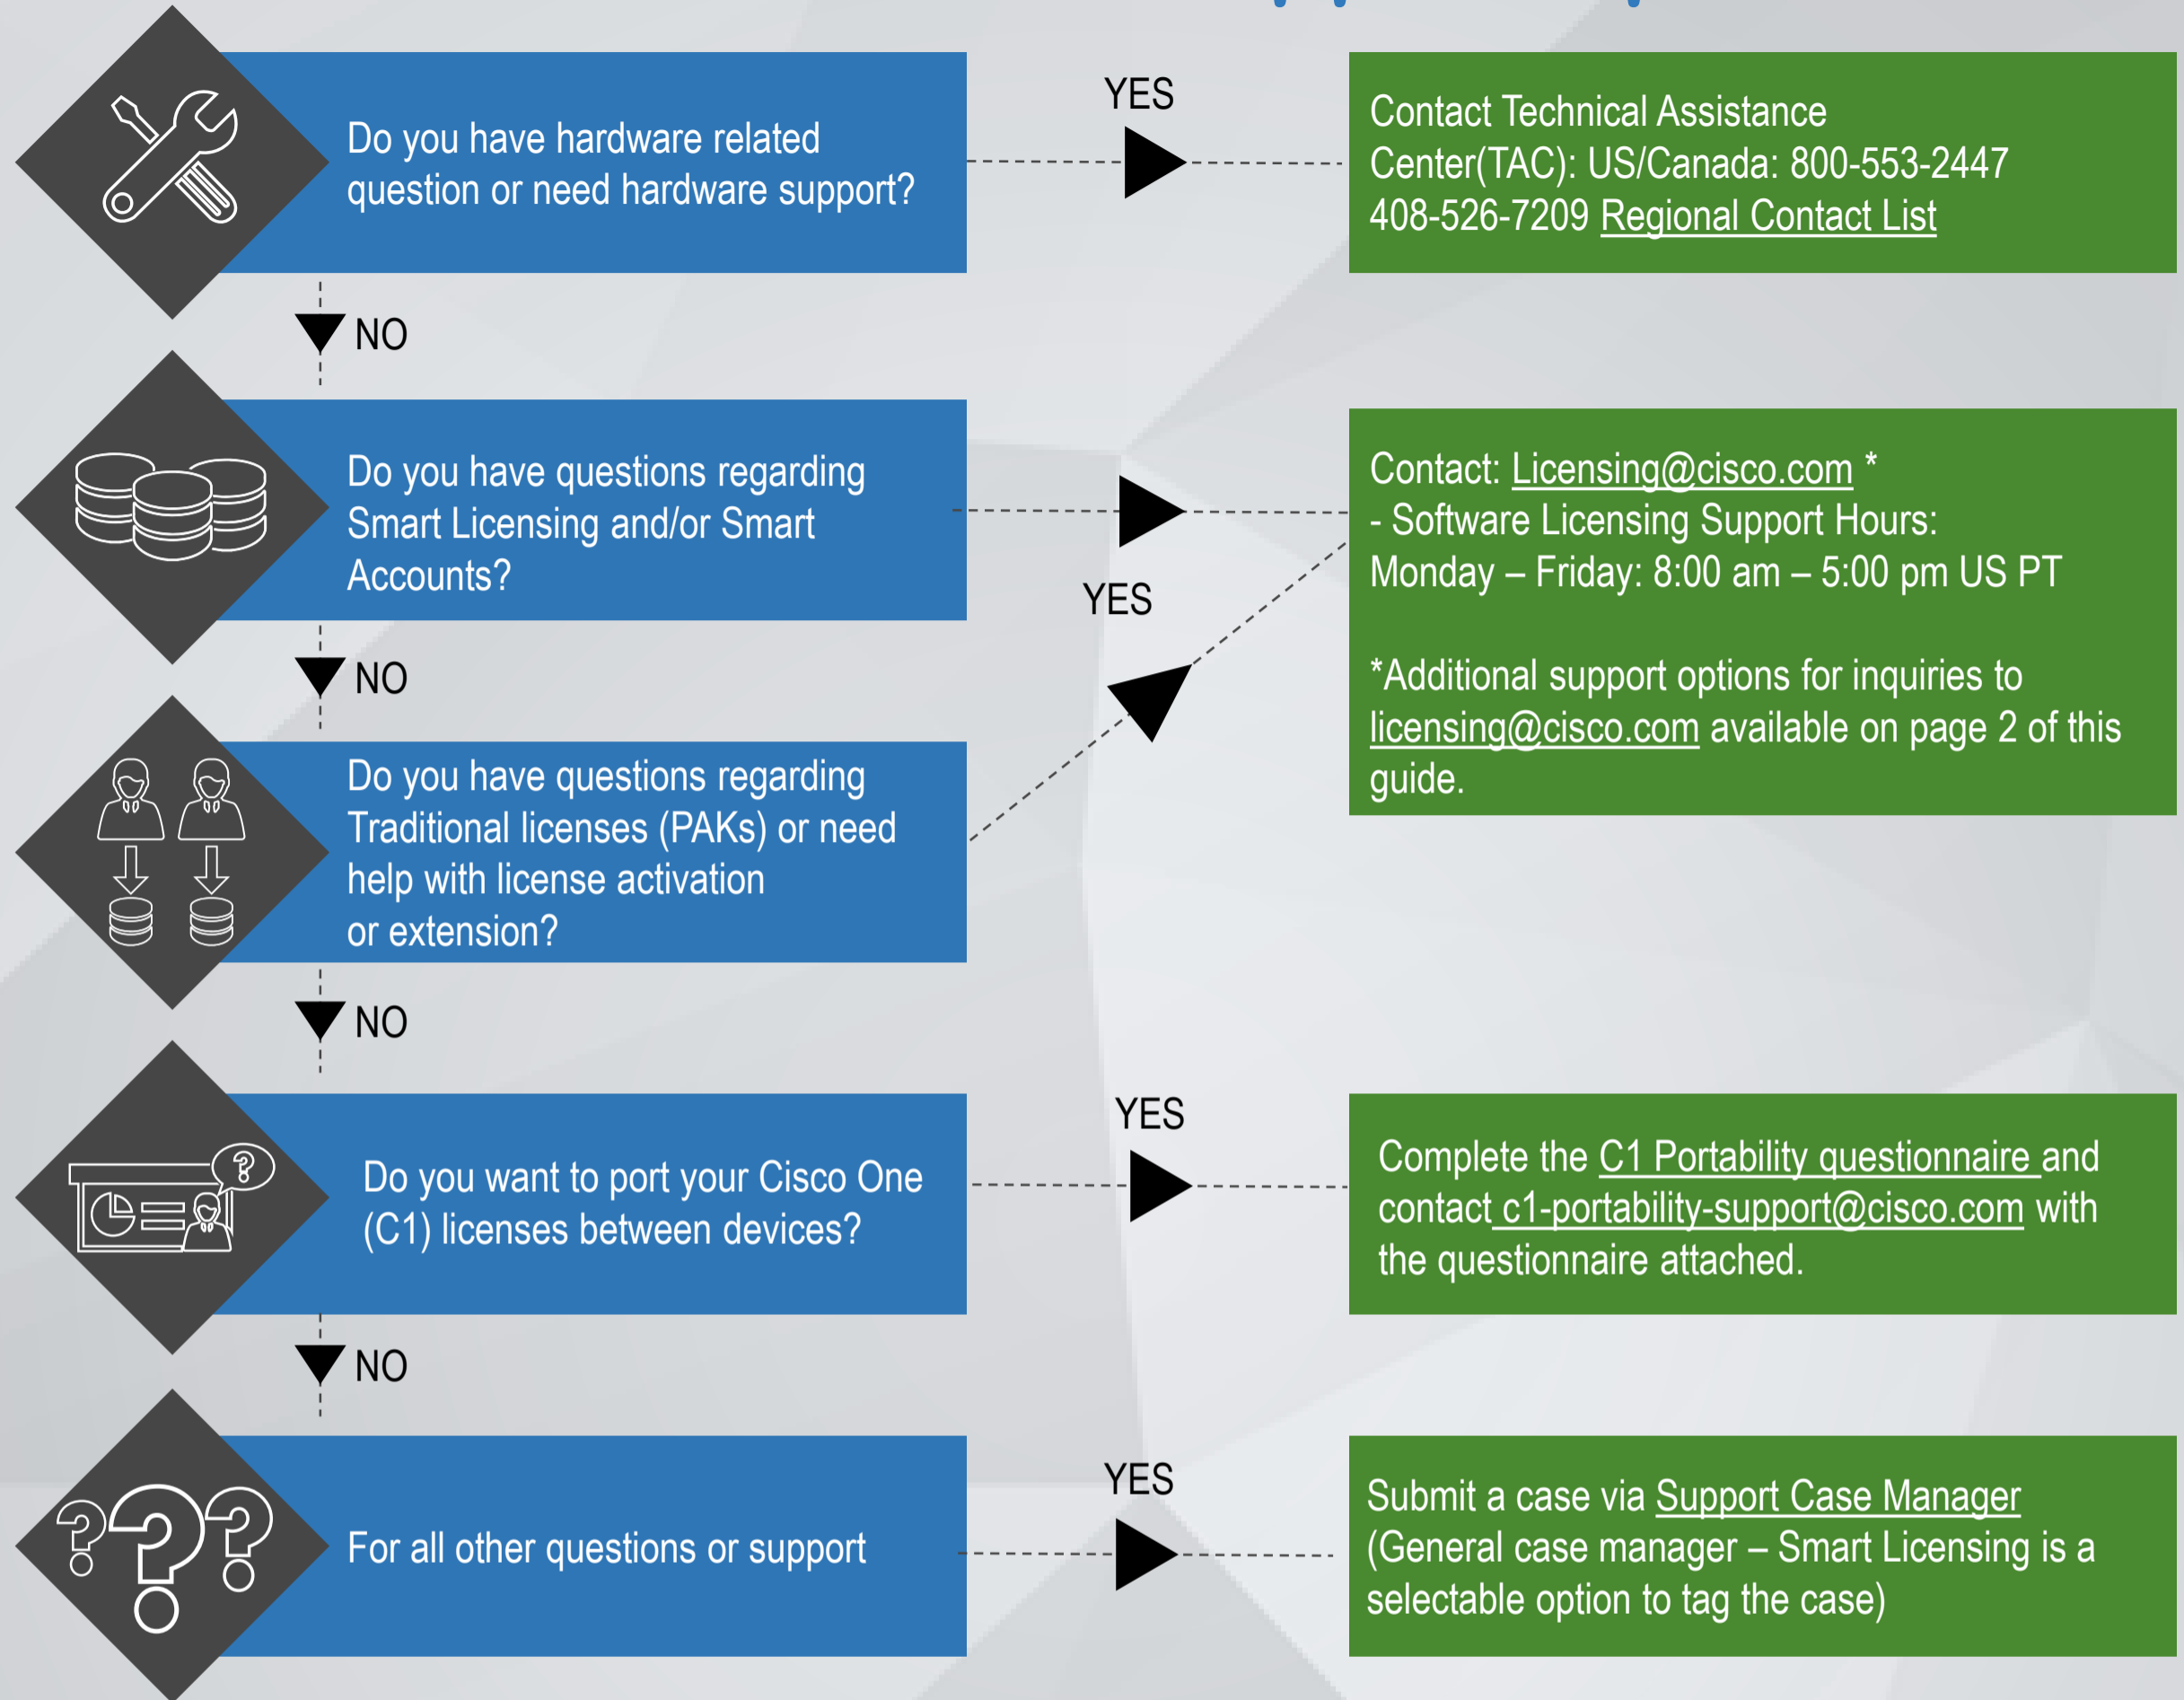 Do you have hardware related
question or need hardware support?
YES
Contact Technical Assistance
Center(TAC): US/Canada: 800-553-2447
408-526-7209 Regional Contact List
NO
Do you have questions regarding
Smart Licensing and/or Smart
Accounts?
YES
Contact: Licensing@cisco.com *
- Software Licensing Support Hours:
Monday – Friday: 8:00 am – 5:00 pm US PT
*Additional support options for inquiries to
licensing@cisco.com available on page 2 of this
guide.
NO
Do you have questions regarding
Traditional licenses (PAKs) or need
help with license activation
or extension?
NO
Do you want to port your Cisco One
(C1) licenses between devices?
YES
Complete the C1 Portability questionnaire and
contact c1-portability-support@cisco.com with
the questionnaire attached.
NO
For all other questions or support
YES
Submit a case via Support Case Manager
(General case manager – Smart Licensing is a
selectable option to tag the case)